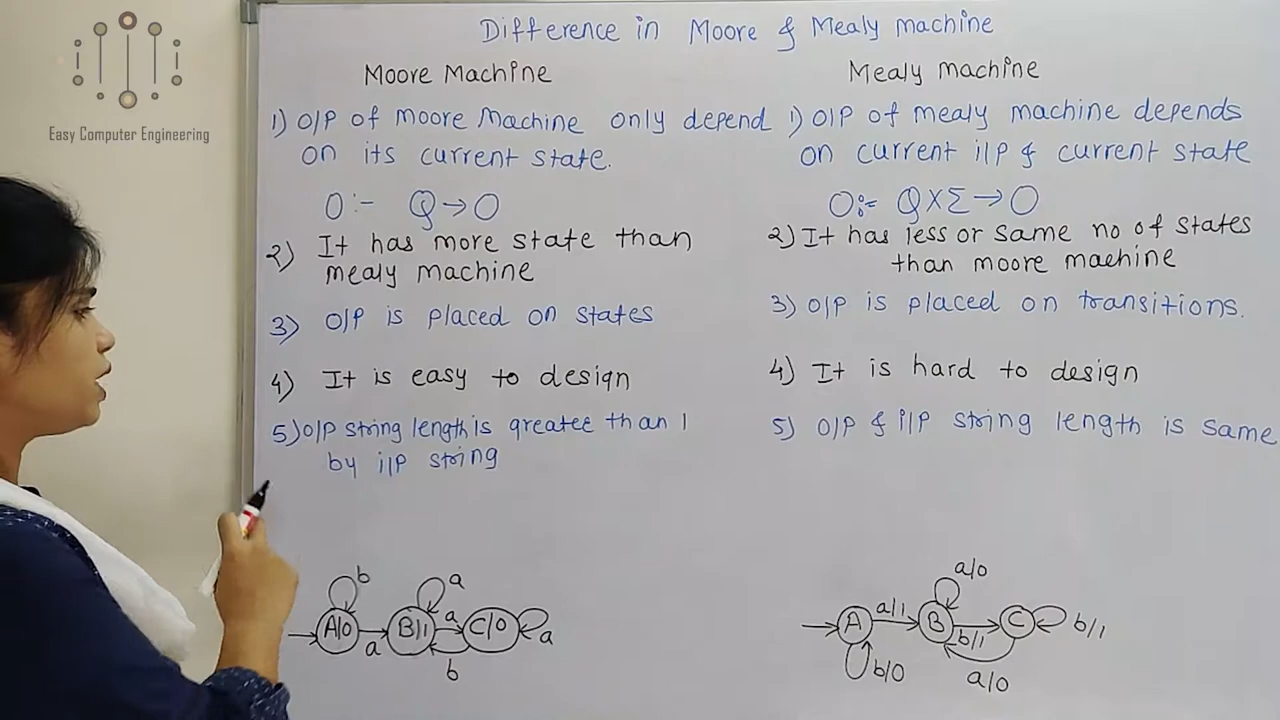 Easy Computer Engineering
Difference in Moore & Mealy machine
Moore Machine
1) O/P of moore Machine only depend
on its current state.
O:- Q→O
2) It has more state than
mealy machine
3) O/P is placed on states
4) It is easy to design
5) O/P string length is greater than 1
by i/P string
b
a
A/0
B/1
a
C/0
a
a
b
Mealy machine
1) O/P of mealy machine depends
on current i/P & current state
O:= Q×Σ→O
2) It has less or same no of states
than moore machine
3) O/P is placed on transitions.
4) It is hard to design
5) O/P & i/P string length is same
a/0
A
a/1
B
b/1
C
b/1
b/0
a/0